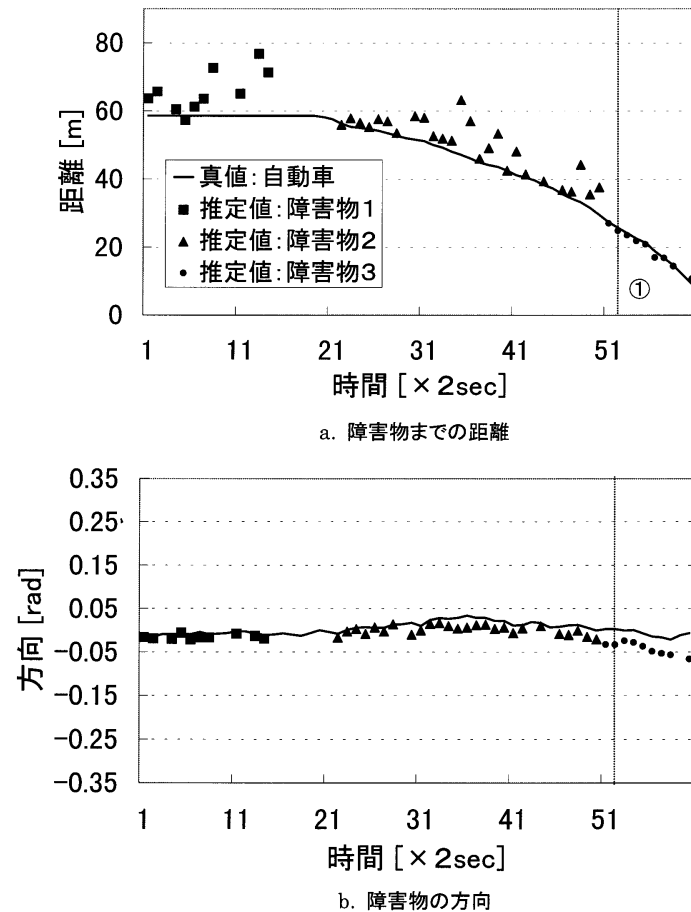 80
60
40
20
0
距離 [m]
真値:自動車
推定値:障害物1
推定値:障害物2
推定値:障害物3
①
1 11 21 31 41 51
時間 [×2sec]
a. 障害物までの距離
0.35
0.25
0.15
0.05
-0.05
-0.15
-0.25
-0.35
方向 [rad]
1 11 21 31 41 51
時間 [×2sec]
b. 障害物の方向